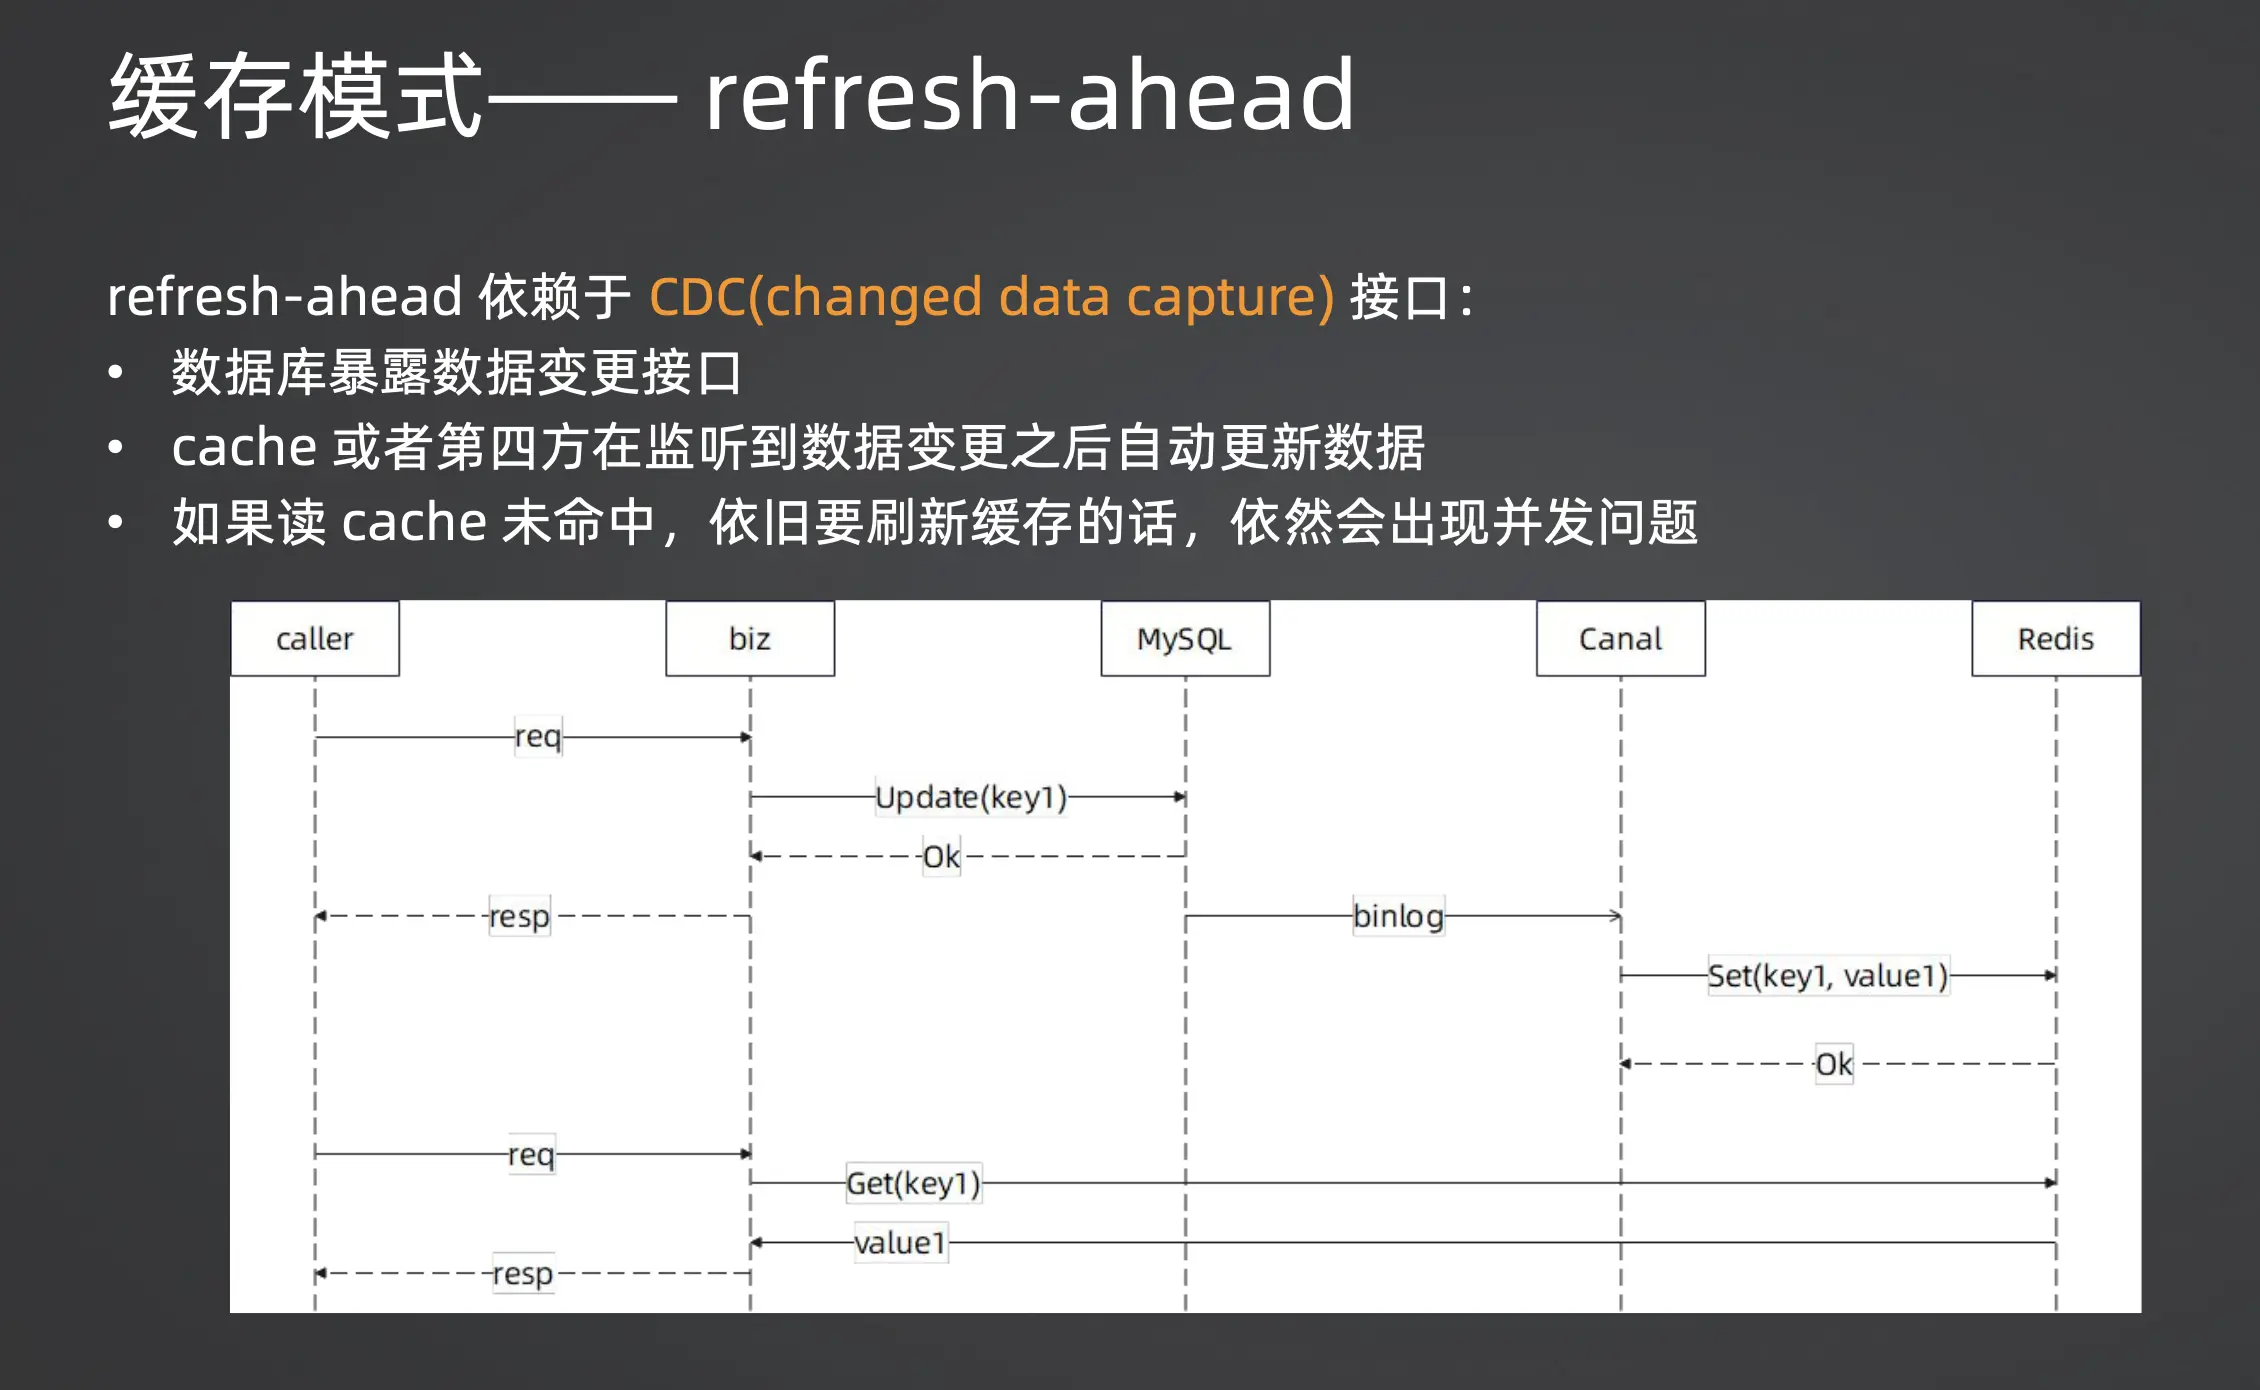 缓存模式—— refresh-ahead
refresh-ahead 依赖于 CDC(changed data capture) 接口：
• 数据库暴露数据变更接口
• cache 或者第四方在监听到数据变更之后自动更新数据
• 如果读 cache 未命中，依旧要刷新缓存的话，依然会出现并发问题
caller biz MySQL Canal Redis
req
Update(key1)
Ok
resp binlog
Set(key1, value1)
Ok
req
Get(key1)
value1
resp